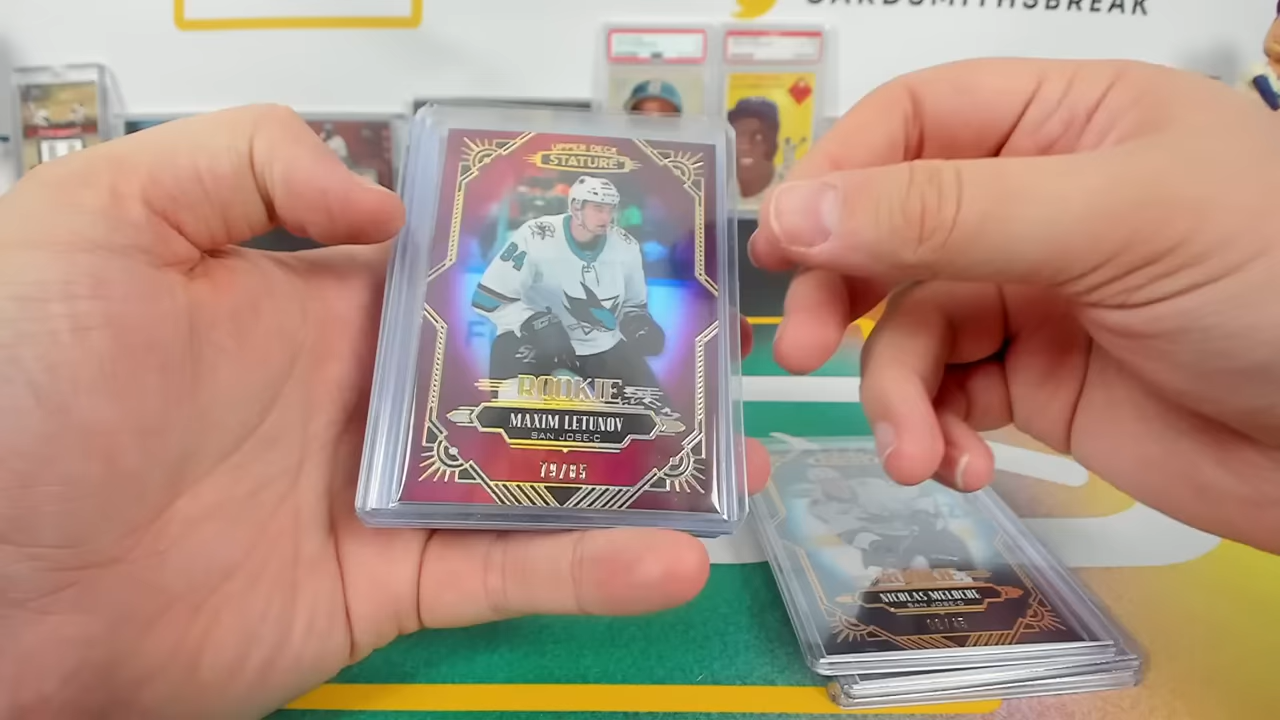 CARDSMITHSBREAK
UPPER DECK
STATURE
84
ROOKIE
MAXIM LETUNOV
SAN JOSE-C
79/85
NICOLAS MELOCHE
SAN JOSE-D